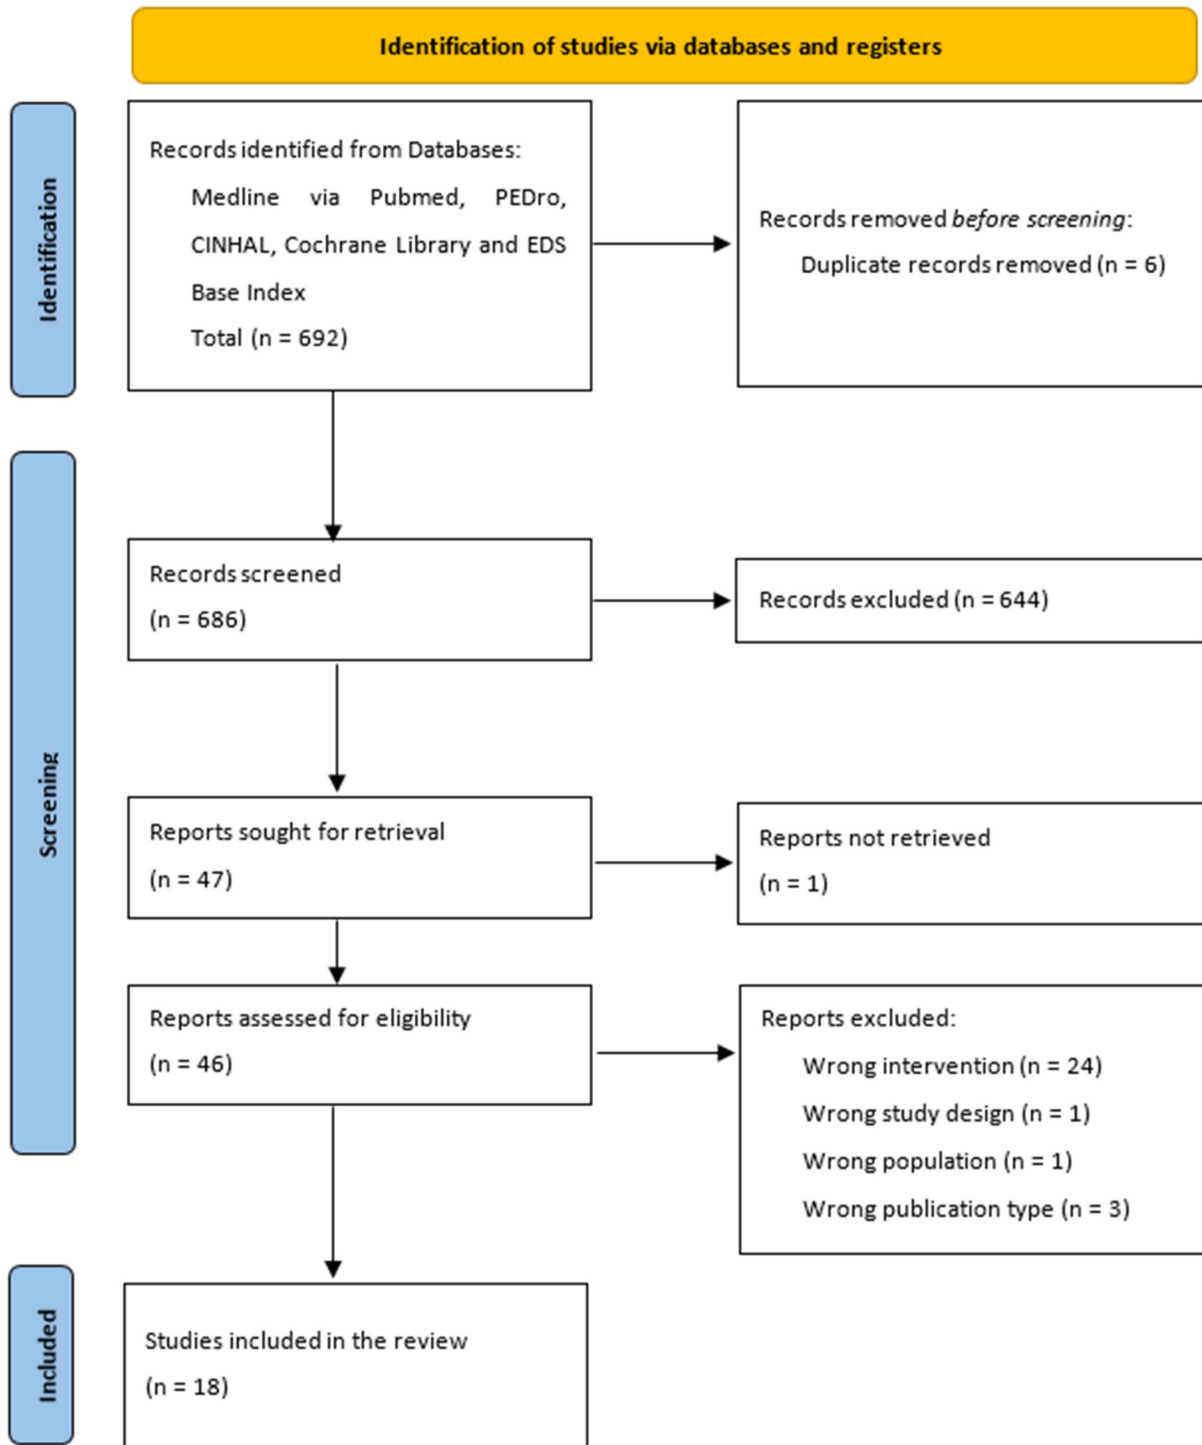 Identification of studies via databases and registers
Identification
Records identified from Databases:
Medline via Pubmed, PEDro,
CINHAL, Cochrane Library and EDS
Base Index
Total (n = 692)
Records removed before screening:
Duplicate records removed (n = 6)
Screening
Records screened
(n = 686)
Records excluded (n = 644)
Reports sought for retrieval
(n = 47)
Reports not retrieved
(n = 1)
Reports assessed for eligibility
(n = 46)
Reports excluded:
Wrong intervention (n = 24)
Wrong study design (n = 1)
Wrong population (n = 1)
Wrong publication type (n = 3)
Included
Studies included in the review
(n = 18)